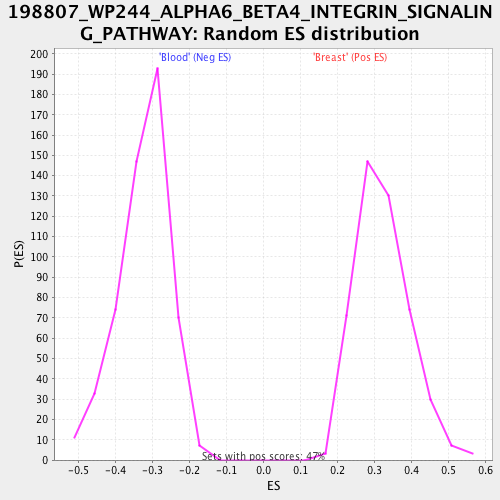 198807_WP244_ALPHA6_BETA4_INTEGRIN_SIGNALIN
G_PATHWAY: Random ES distribution
'Blood' (Neg ES)
'Breast' (Pos ES)
200
190
180
170
160
150
140
130
120
110
100
90
80
70
60
50
40
30
20
10
0
P(ES)
Sets with pos scores: 47%
-0.5 -0.4 -0.3 -0.2 -0.1 0.0 0.1 0.2 0.3 0.4 0.5 0.6
ES